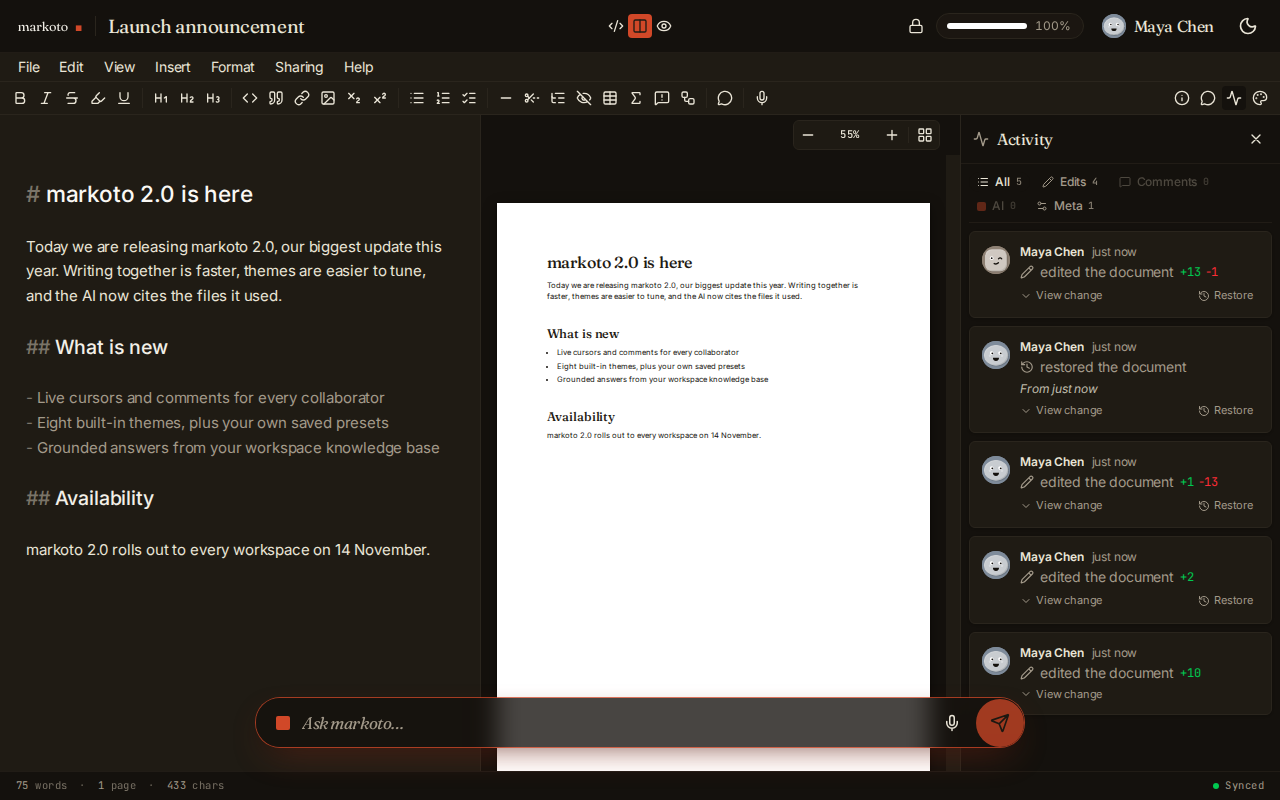 markoto
Launch announcement
100%
Maya Chen
File Edit View Insert Format Sharing Help
H1 H2 H3
55%
# markoto 2.0 is here
Today we are releasing markoto 2.0, our biggest update this
year. Writing together is faster, themes are easier to tune,
and the AI now cites the files it used.
## What is new
- Live cursors and comments for every collaborator
- Eight built-in themes, plus your own saved presets
- Grounded answers from your workspace knowledge base
## Availability
markoto 2.0 rolls out to every workspace on 14 November.
markoto 2.0 is here
Today we are releasing markoto 2.0, our biggest update this year. Writing together is
faster, themes are easier to tune, and the AI now cites the files it used.
What is new
• Live cursors and comments for every collaborator
• Eight built-in themes, plus your own saved presets
• Grounded answers from your workspace knowledge base
Availability
markoto 2.0 rolls out to every workspace on 14 November.
Activity
All 5 Edits 4 Comments 0
AI 0 Meta 1
Maya Chen just now
edited the document +13 -1
View change Restore
Maya Chen just now
restored the document
From just now
View change Restore
Maya Chen just now
edited the document +1 -13
View change Restore
Maya Chen just now
edited the document +2
View change Restore
Maya Chen just now
edited the document +10
View change
Ask markoto...
75 words · 1 page · 433 chars
Synced